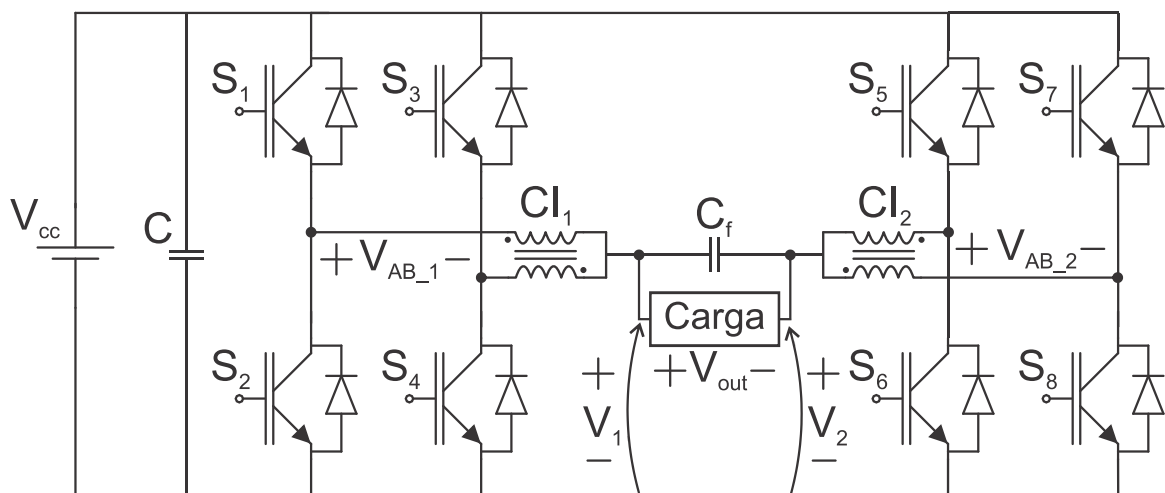 S1
S3
S5
S7
Vcc
C
CI1
Cf
CI2
+ VAB_1 -
+ VAB_2 -
Carga
+ Vout -
S2
S4
S6
S8
+
V1
-
+
V2
-